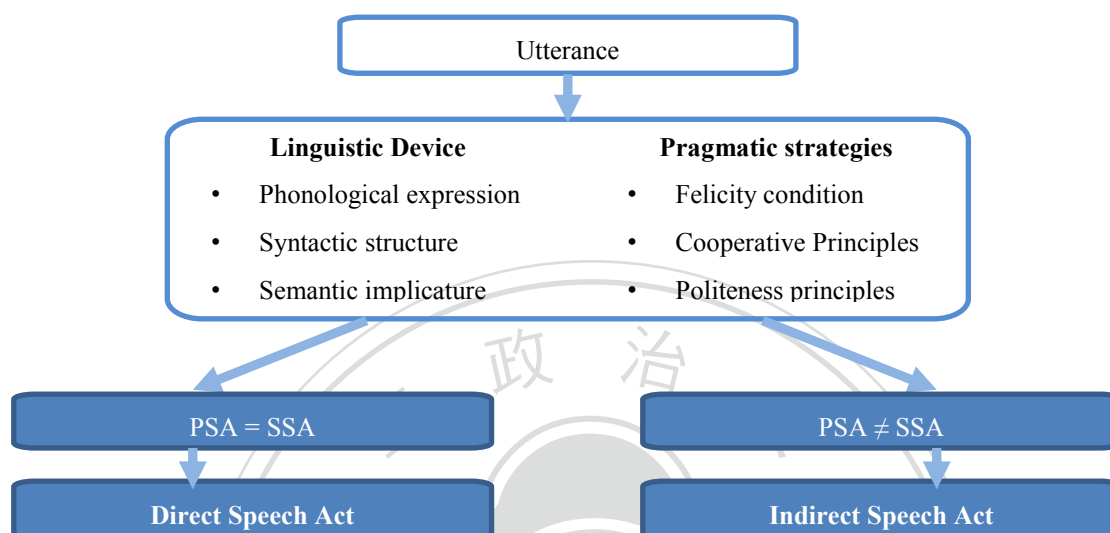 Utterance
Linguistic Device
• Phonological expression
• Syntactic structure
• Semantic implicature
Pragmatic strategies
• Felicity condition
• Cooperative Principles
• Politeness principles
政 治
PSA = SSA
PSA ≠ SSA
Direct Speech Act
Indirect Speech Act